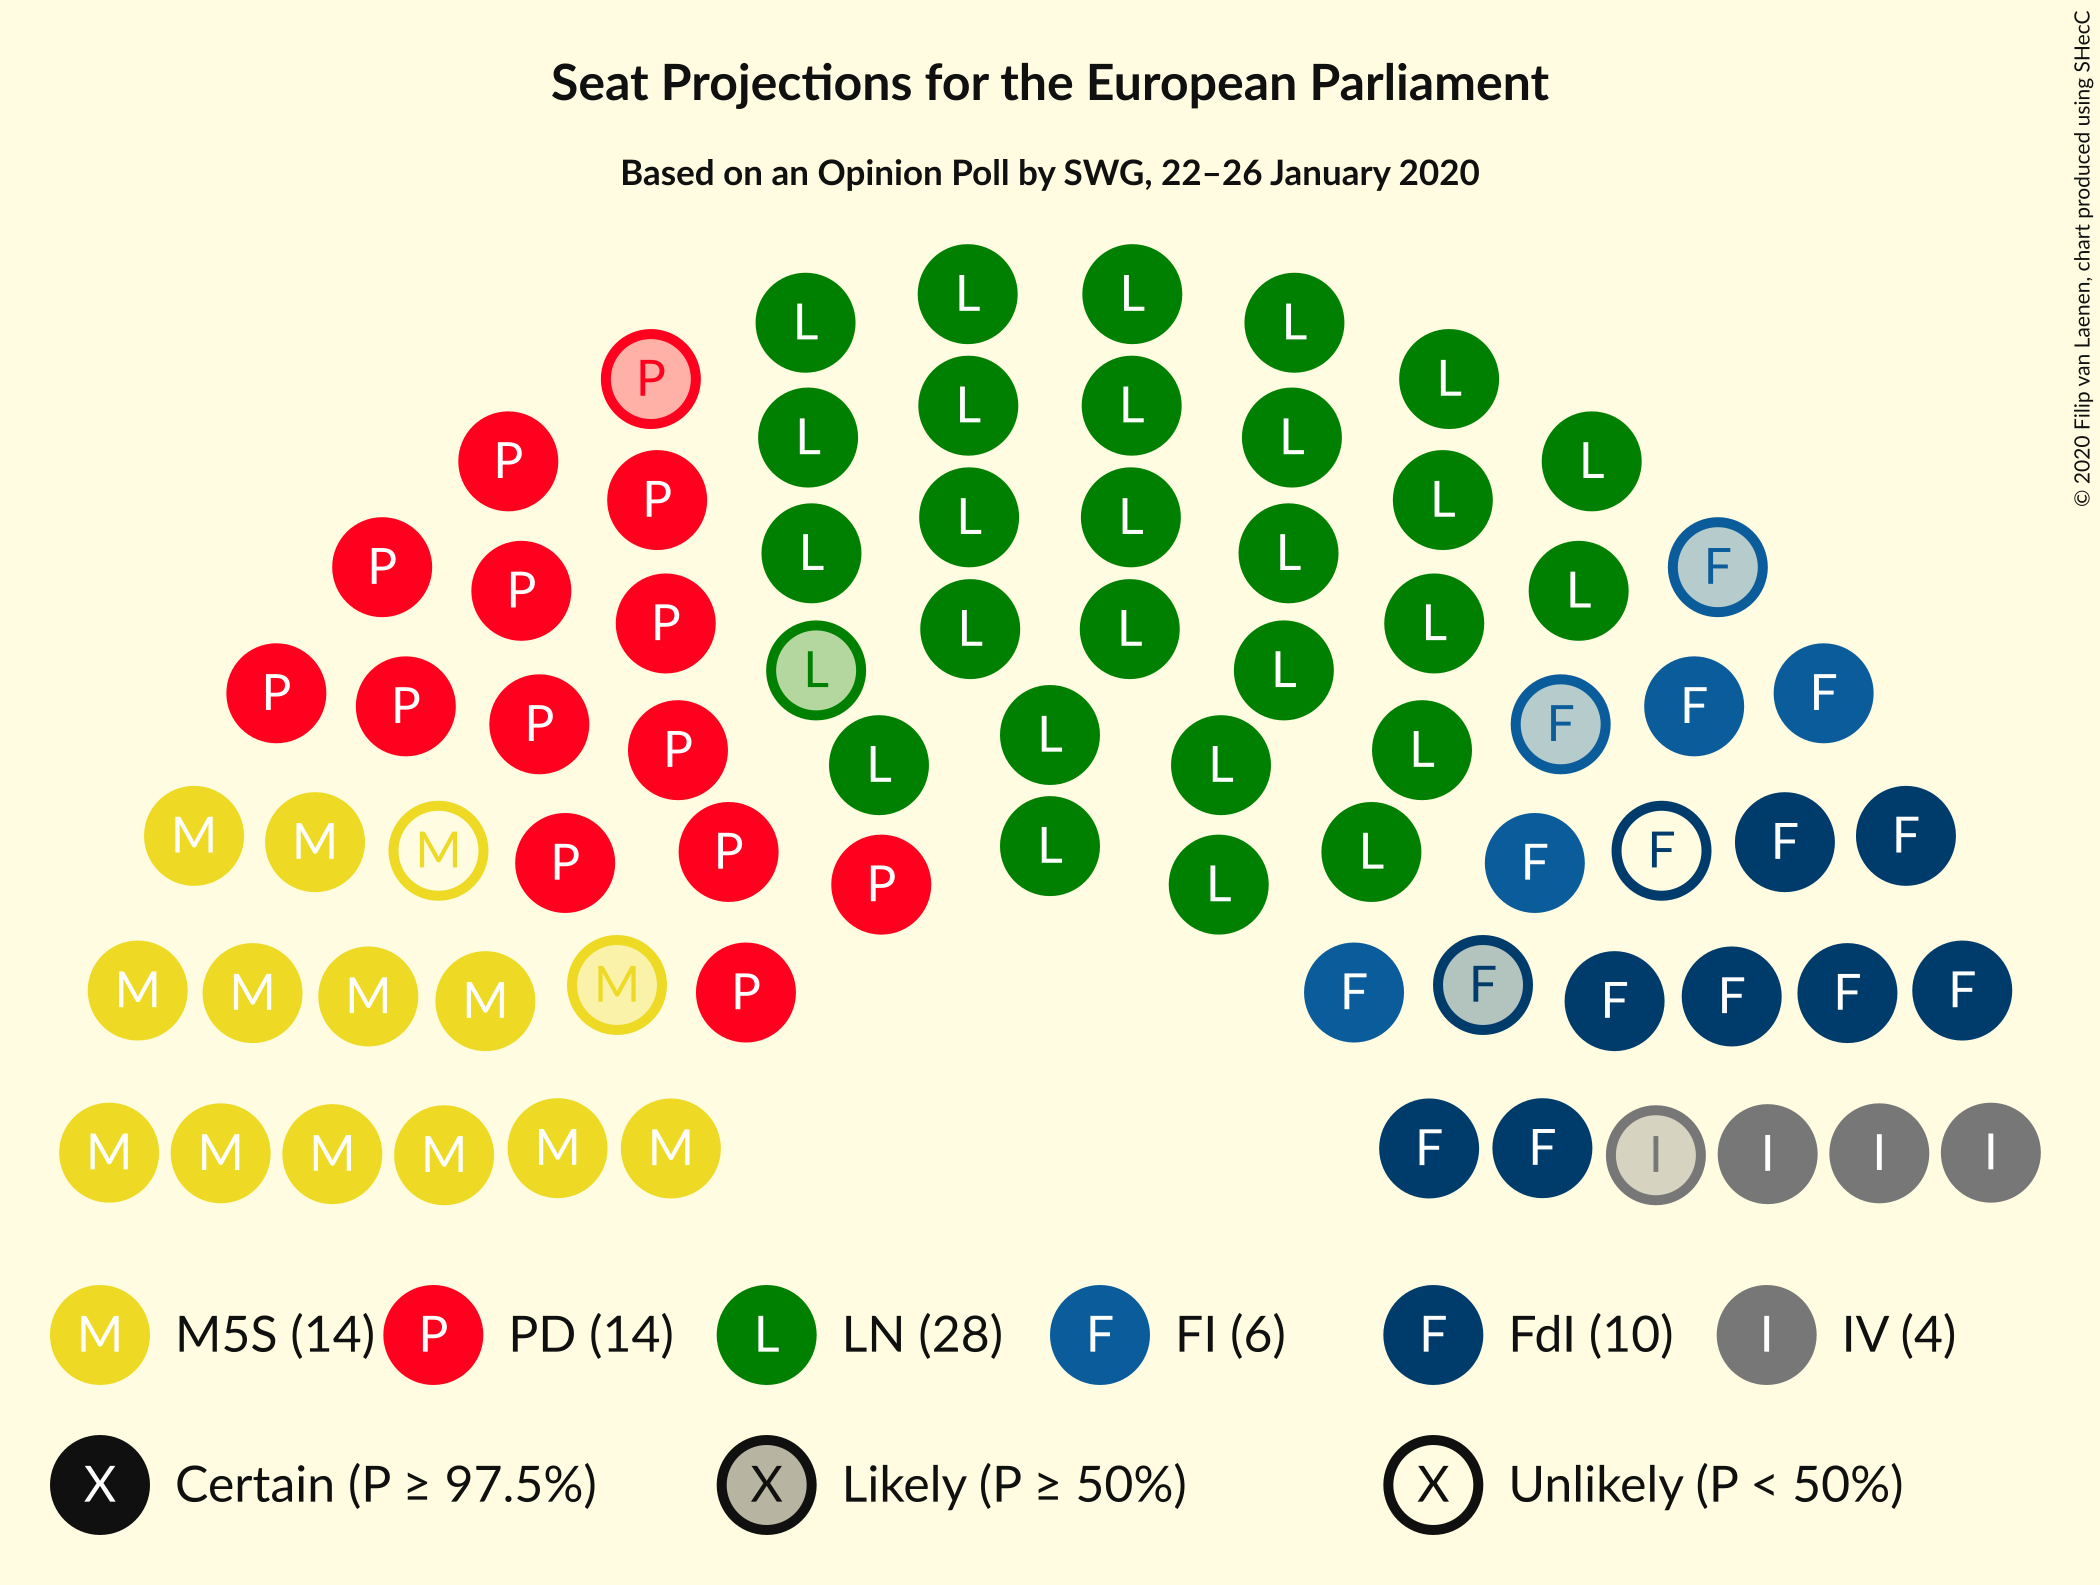 Seat Projections for the European Parliament
Based on an Opinion Poll by SWG, 22–26 January 2020
© 2020 Filip van Laenen, chart produced using SHecC
L L L L
P L
L L
P L L L
P L
P L
L L
P L F
P L L L
P L L
P L L L
P P F F
P F
P L L F
L
L L
M P L F F
M P L F
M P F
M M P F F F
M M M M F F F F
M M M M M M F F I I I I
M M5S (14) P PD (14) L LN (28) F FI (6) F FdI (10) I IV (4)
X Certain (P ≥ 97.5%) X Likely (P ≥ 50%) X Unlikely (P < 50%)